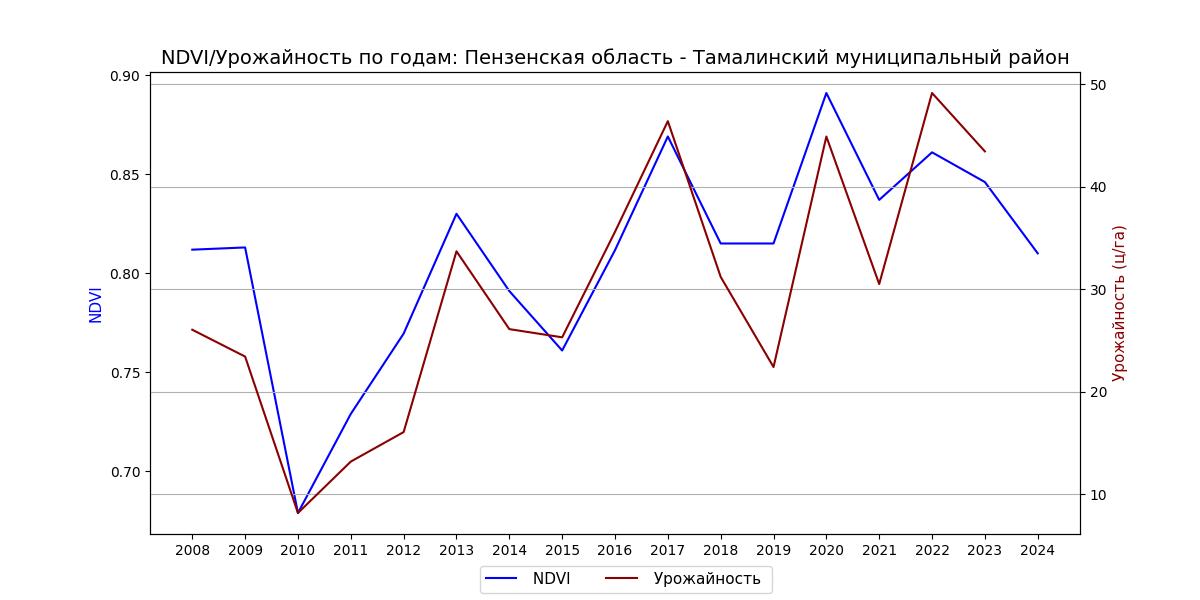 NDVI/Урожайность по годам: Пензенская область - Тамалинский муниципальный район
0.90
0.85
0.80
0.75
0.70
NDVI
50
40
30
20
10
Урожайность (ц/га)
2008 2009 2010 2011 2012 2013 2014 2015 2016 2017 2018 2019 2020 2021 2022 2023 2024
NDVI Урожайность